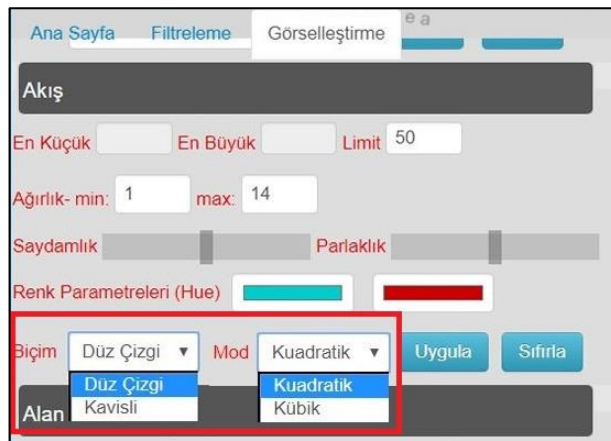 Ana Sayfa Filtreleme Görselleştirme
Akış
En Küçük En Büyük Limit 50
Ağırlık- min: 1 max: 14
Saydamlık Parlaklık
Renk Parametreleri (Hue)
Biçim Düz Çizgi Mod Kuadratik Uygula Sıfırla
Düz Çizgi Kuadratik
Kavisli Kübik
Alan